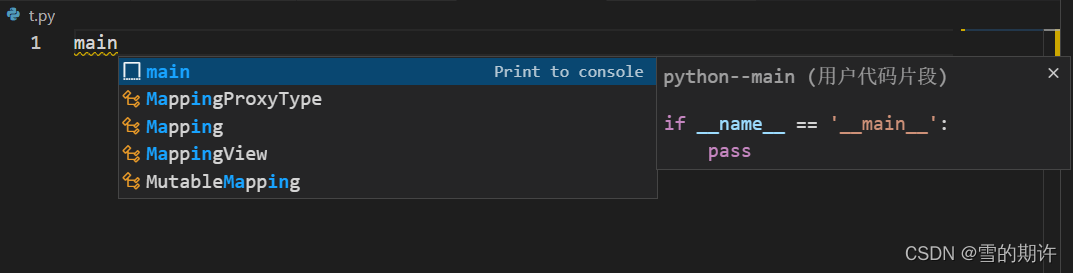 t.py
1 main
main Print to console
MappingProxyType
Mapping
MappingView
MutableMapping
python--main (用户代码片段) ×
if __name__ == '__main__':
    pass
CSDN @雪的期许